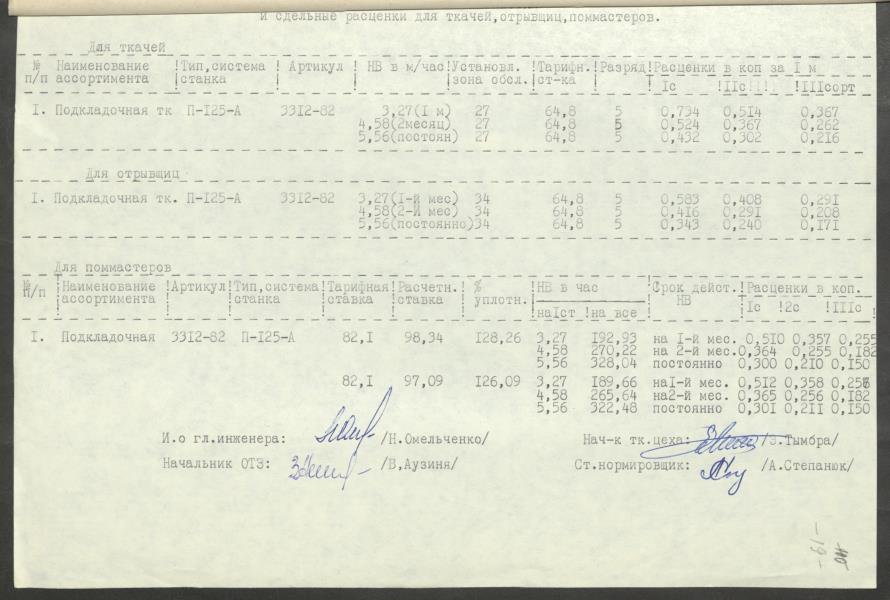 и сдельные расценки для ткачей,отрывщиц,поммастеров.
Для ткачей
№ Наименование !Тип,система ! Артикул ! НВ в м/час!Установл. !Тарифн.!Разряд!Расценки в коп за I м
п/п ассортимента !станка ! ! !зона обсл.!ст-ка ! ! Iс !IIс! !IIIсорт
I. Подкладочная тк П-I25-А 33I2-82 3,27(I м) 27 64,8 5 0,734 0,5I4 0,367
4,58(2месяц) 27 64,8 5 0,524 0,367 0,262
5,56(постоян) 27 64,8 5 0,432 0,302 0,2I6
Для отрывщиц
I. Подкладочная тк. П-I25-А 33I2-82 3,27(I-й мес) 34 64,8 5 0,583 0,408 0,29I
4,58(2-Й мес) 34 64,8 5 0,4I6 0,29I 0,208
5,56(постоянно)34 64,8 5 0,343 0,240 0,I7I
Для поммастеров
№ !Наименование !Артикул!Тип,система!Тарифная!Расчетн.! % !НВ в час !Срок дейст.!Расценки в коп.
п/п !ассортимента ! !станка !ставка !ставка !уплотн.!наIст !на все! НВ !Iс !2с !IIIс
I. Подкладочная 33I2-82 П-I25-А 82,I 98,34 I28,26 3,27 I92,93 на I-й мес. 0,5I0 0,357 0,255
4,58 270,22 на 2-й мес.0,364 0,255 0,I82
5,56 328,04 постоянно 0,300 0,2I0 0,I50
82,I 97,09 I26,09 3,27 I89,66 наI-й мес. 0,5I2 0,358 0,256
4,58 265,64 на2-й мес. 0,365 0,256 0,I82
5,56 322,48 постоянно 0,30I 0,2II 0,I50
И.о гл.инженера: /Н.Омельченко/ Нач-к тк.цеха: /З.Тымбра/
Начальник ОТЗ: /В,Аузиня/ Ст.нормировщик: /А.Степанюк/
-19-